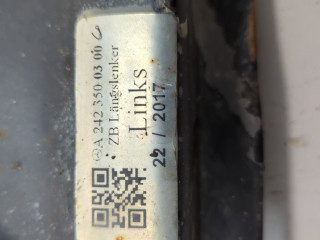 A 242 350 03 00
ZB Längslenker
Links
22 / 2017